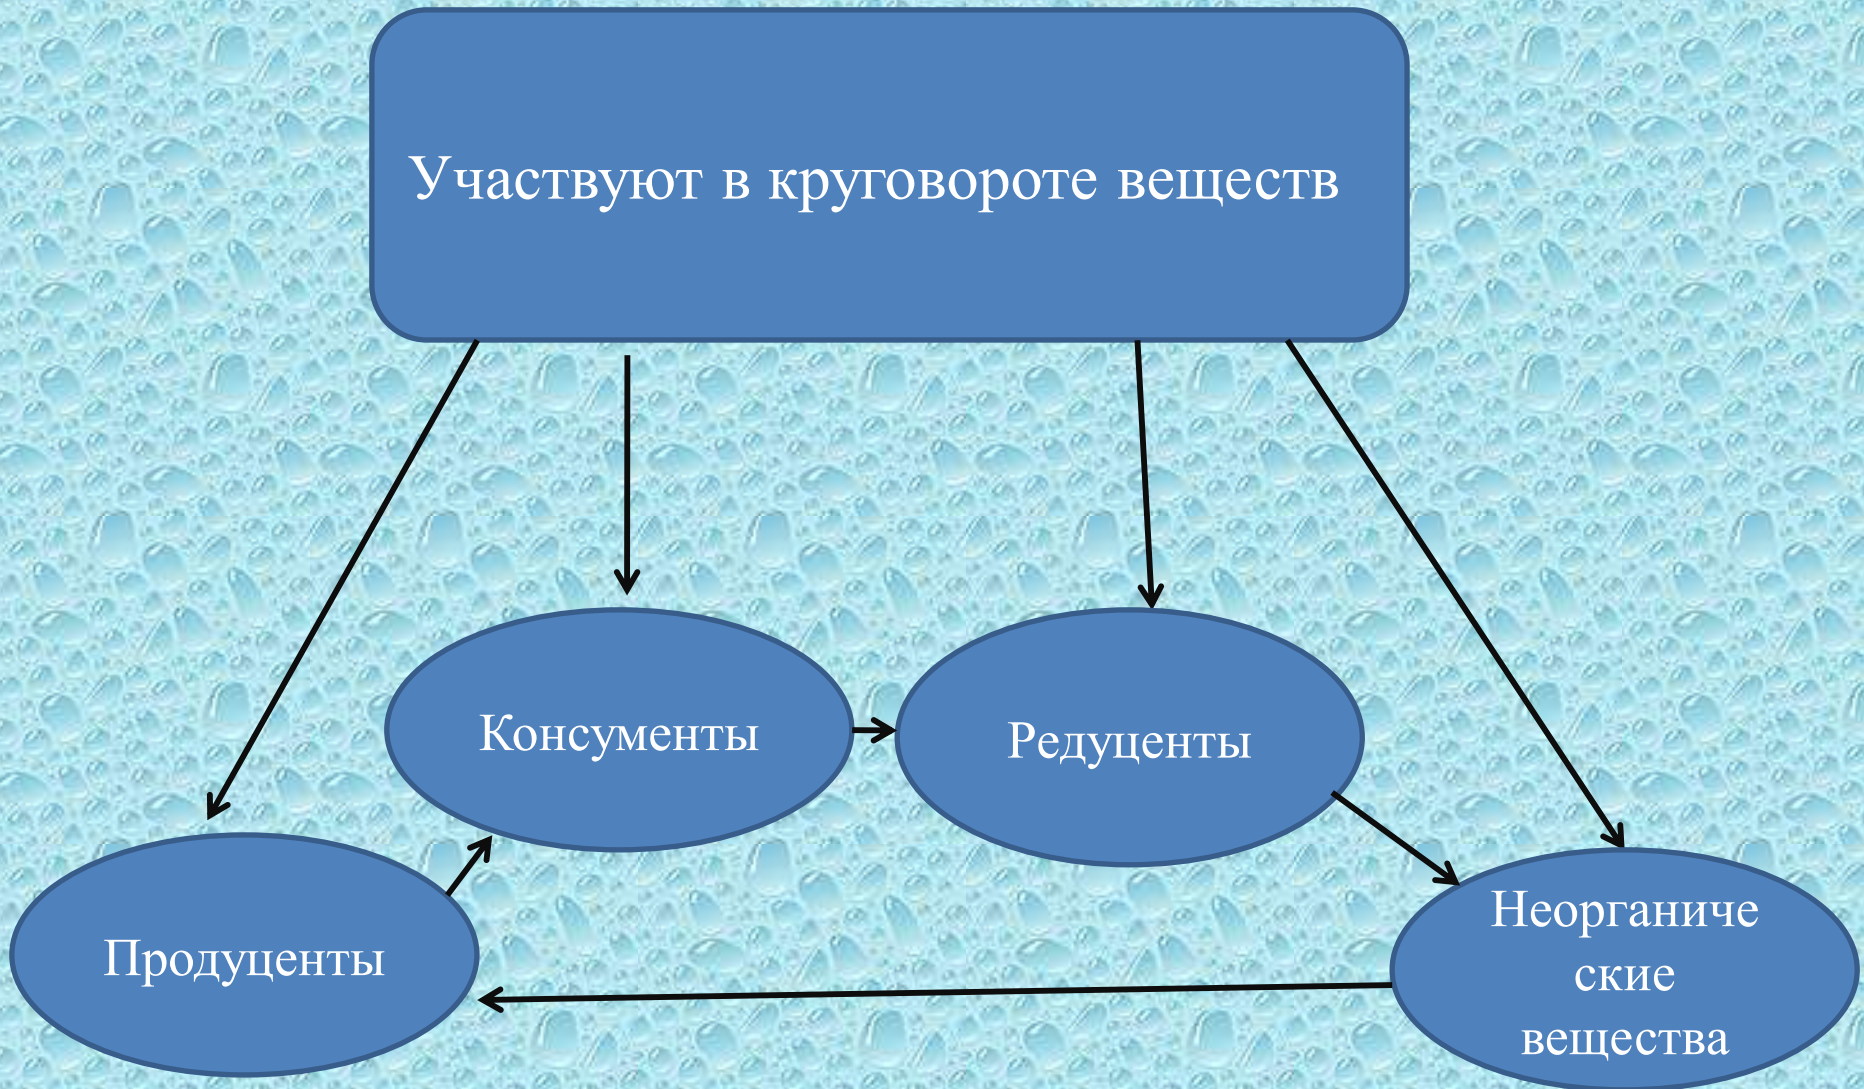 Участвуют в круговороте веществ
Консументы
Редуценты
Продуценты
Неорганиче
ские
вещества